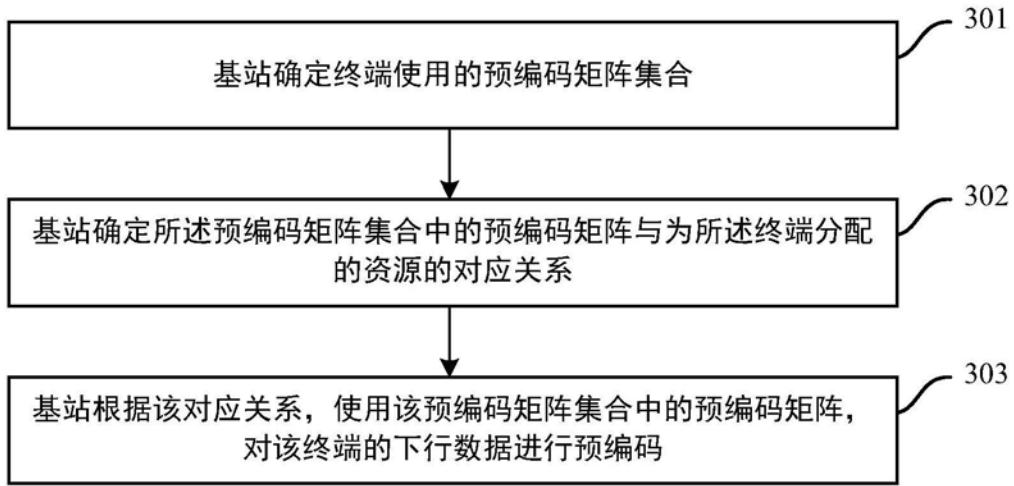 301
基站确定终端使用的预编码矩阵集合
302
基站确定所述预编码矩阵集合中的预编码矩阵与为所述终端分配
的资源的对应关系
303
基站根据该对应关系，使用该预编码矩阵集合中的预编码矩阵，
对该终端的下行数据进行预编码